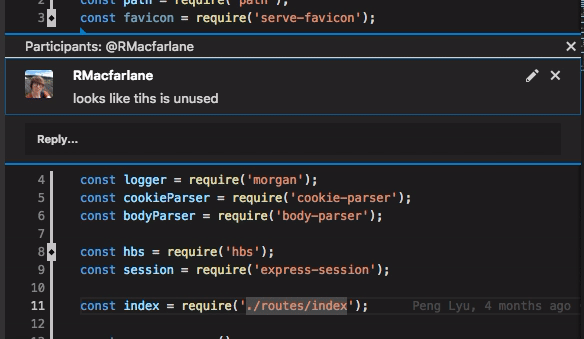 2 const path = require('path');
3 const favicon = require('serve-favicon');
Participants: @RMacfarlane
RMacfarlane
looks like tihs is unused
Reply...
4 const logger = require('morgan');
5 const cookieParser = require('cookie-parser');
6 const bodyParser = require('body-parser');
7
8 const hbs = require('hbs');
9 const session = require('express-session');
10
11 const index = require('./routes/index'); Peng Lyu, 4 months ago
12